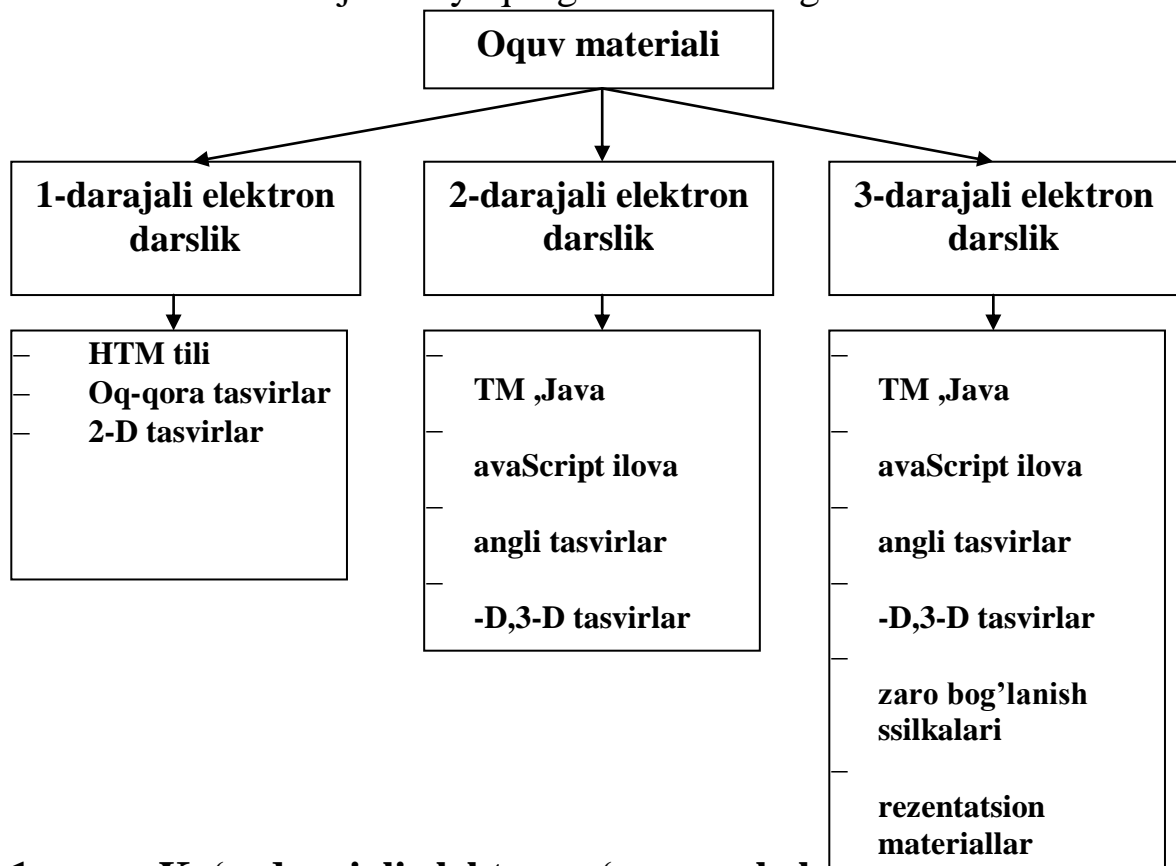 Oquv materiali
1-darajali elektron
darslik
2-darajali elektron
darslik
3-darajali elektron
darslik
– HTM tili
– Oq-qora tasvirlar
– 2-D tasvirlar
–
TM ,Java
–
avaScript ilova
–
angli tasvirlar
–
-D,3-D tasvirlar
–
TM ,Java
–
avaScript ilova
–
angli tasvirlar
–
-D,3-D tasvirlar
–
zaro bog’lanish
ssilkalari
–
rezentatsion
materiallar